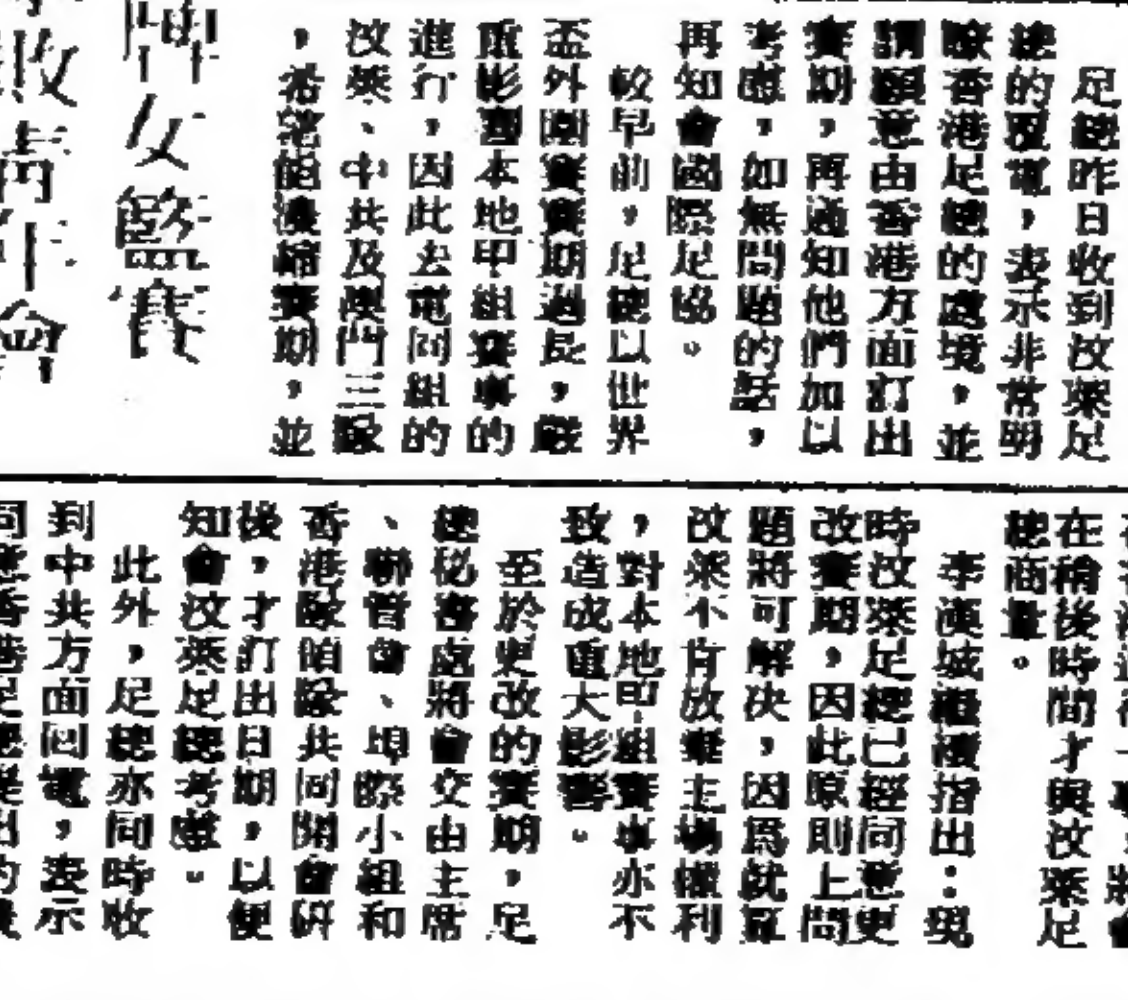 足總昨日收到汶萊足
總的覆電，表示非常明
瞭香港足總的處境，並
謂願意由香港方面訂出
賽期，再通知他們加以
考慮，如無問題的話，
再知會國際足協。
較早前，足總以世界
盃外圍賽賽期過長，嚴
重影響本地甲組賽事的
進行，因此去電同組的
汶萊、中共及澳門三隊
，希望能濃縮賽期，並
女籃賽
敗青年會
在稍後時間才與汶萊足
總商量。
李漢城繼續指出：現
時汶萊足總已經同意更
改賽期，因此原則上問
題將可解决，因爲就算
汶萊不肯放棄主場權利
，對本地甲組賽事亦不
致造成重大影響。
至於更改的賽期，足
總秘書處將會交由主席
、聯會、埠際小組和
香港隊領隊共同開會研
後，才訂出日期，以便
知會汶萊足總考慮。
此外，足總亦同時收
到中共方面回電，表示
同意香港足總提出的